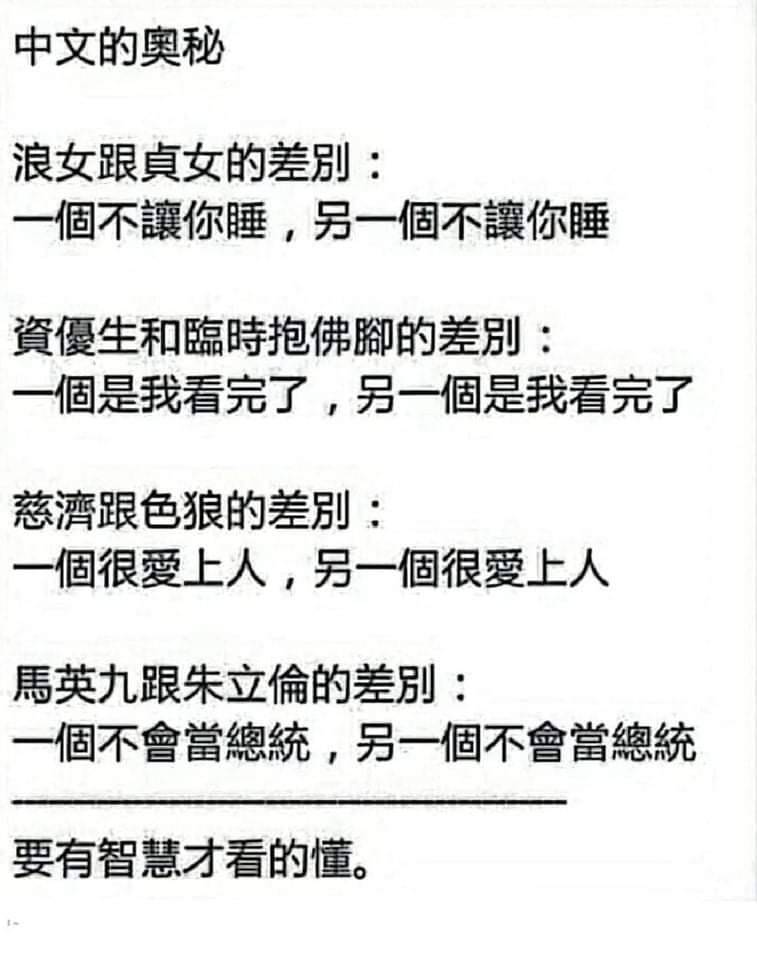 中文的奧秘
浪女跟貞女的差別：
一個不讓你睡，另一個不讓你睡
資優生和臨時抱佛腳的差別：
一個是我看完了，另一個是我看完了
慈濟跟色狼的差別：
一個很愛上人，另一個很愛上人
馬英九跟朱立倫的差別：
一個不會當總統，另一個不會當總統
----------------------------------------
要有智慧才看的懂。